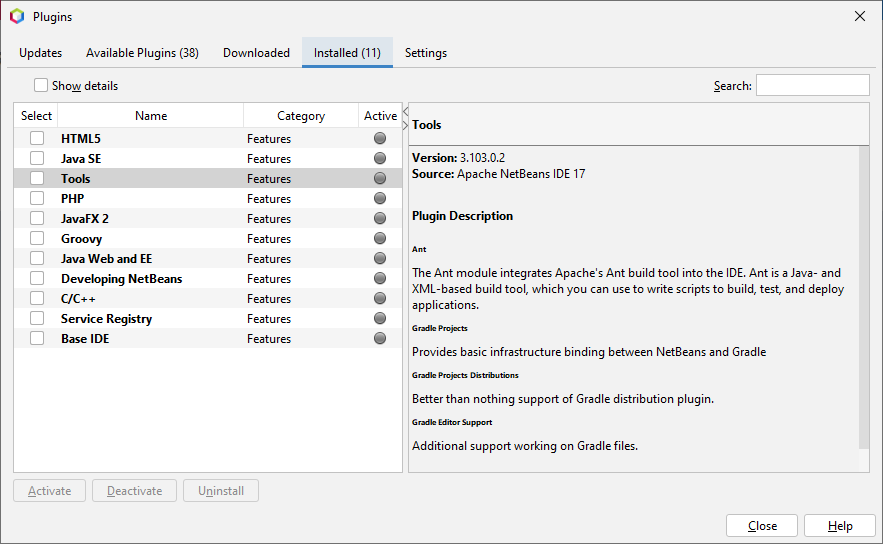 Plugins
Updates Available Plugins (38) Downloaded Installed (11) Settings
Show details Search:
Select Name Category Active
HTML5 Features
Java SE Features
Tools Features
PHP Features
JavaFX 2 Features
Groovy Features
Java Web and EE Features
Developing NetBeans Features
C/C++ Features
Service Registry Features
Base IDE Features
Tools
Version: 3.103.0.2
Source: Apache NetBeans IDE 17
Plugin Description
Ant
The Ant module integrates Apache's Ant build tool into the IDE. Ant is a Java- and
XML-based build tool, which you can use to write scripts to build, test, and deploy
applications.
Gradle Projects
Provides basic infrastructure binding between NetBeans and Gradle
Gradle Projects Distributions
Better than nothing support of Gradle distribution plugin.
Gradle Editor Support
Additional support working on Gradle files.
Activate Deactivate Uninstall
Close Help